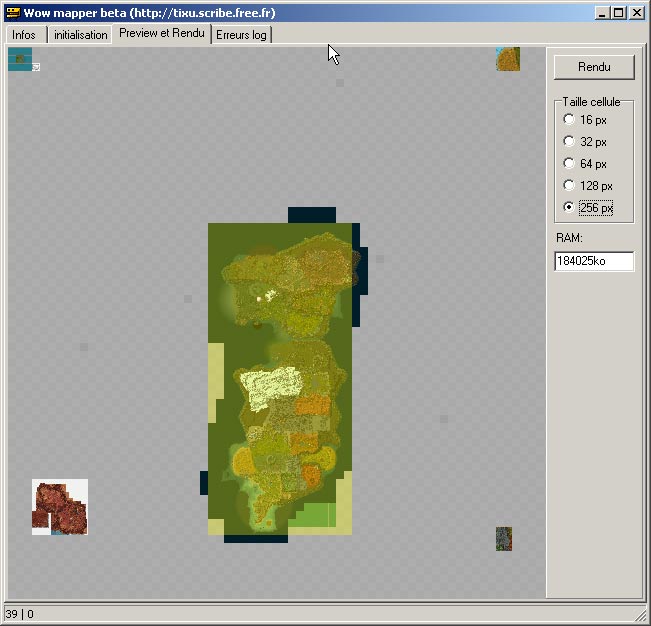 Wow mapper beta (http://tixu.scribe.free.fr)
Infos initialisation Preview et Rendu Erreurs log
Rendu
Taille cellule
16 px
32 px
64 px
128 px
256 px
RAM:
184025ko
39 | 0